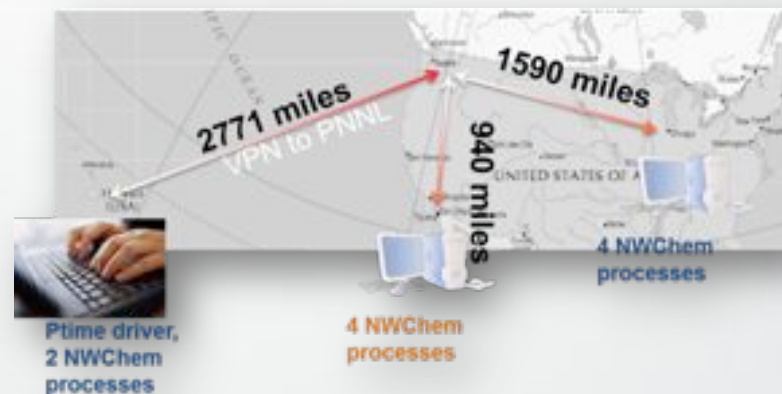 1590 miles
2771 miles
VPN to PNNL
940 miles
UNITED STATES OF A
4 NWChem
processes
4 NWChem
processes
Ptime driver,
2 NWChem
processes